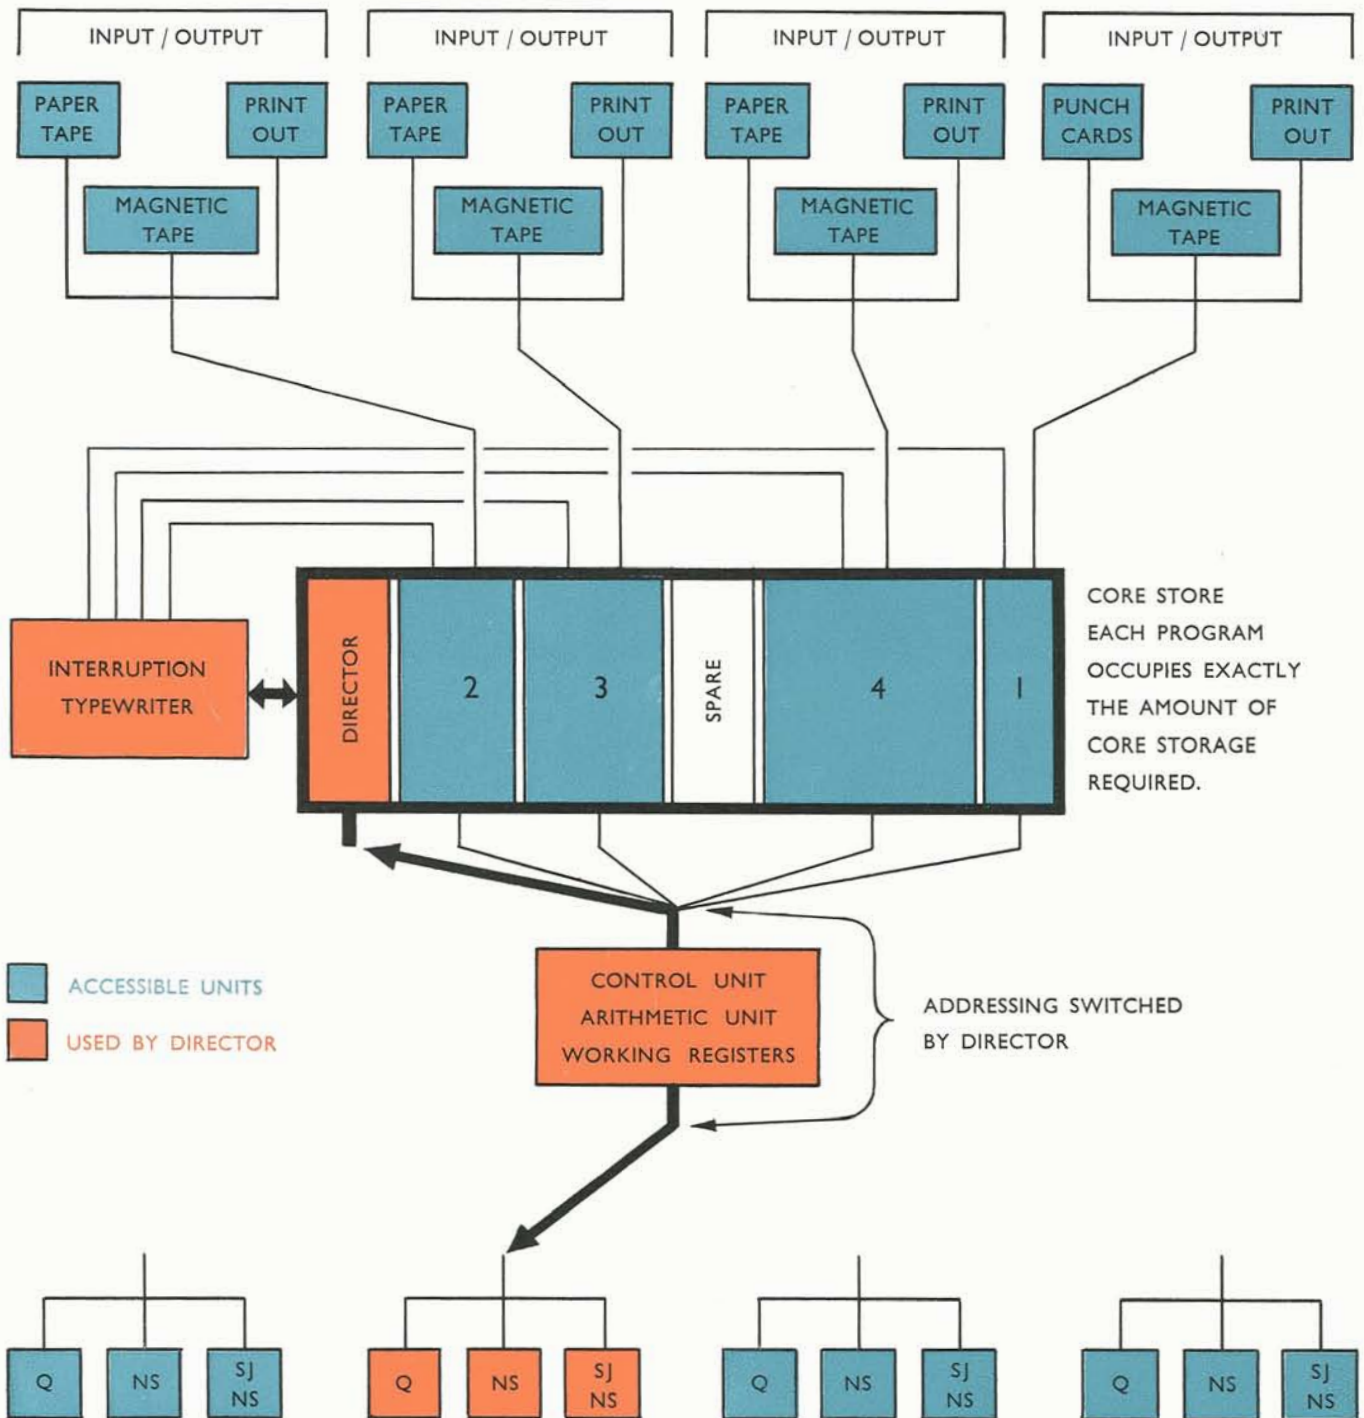 INPUT / OUTPUT
INPUT / OUTPUT
INPUT / OUTPUT
INPUT / OUTPUT
PAPER
TAPE
PRINT
OUT
MAGNETIC
TAPE
PAPER
TAPE
PRINT
OUT
MAGNETIC
TAPE
PAPER
TAPE
PRINT
OUT
MAGNETIC
TAPE
PUNCH
CARDS
PRINT
OUT
MAGNETIC
TAPE
INTERRUPTION
TYPEWRITER
DIRECTOR
2
3
SPARE
4
1
CORE STORE
EACH PROGRAM
OCCUPIES EXACTLY
THE AMOUNT OF
CORE STORAGE
REQUIRED.
ACCESSIBLE UNITS
USED BY DIRECTOR
CONTROL UNIT
ARITHMETIC UNIT
WORKING REGISTERS
ADDRESSING SWITCHED
BY DIRECTOR
Q
NS
SJ
NS
Q
NS
SJ
NS
Q
NS
SJ
NS
Q
NS
SJ
NS